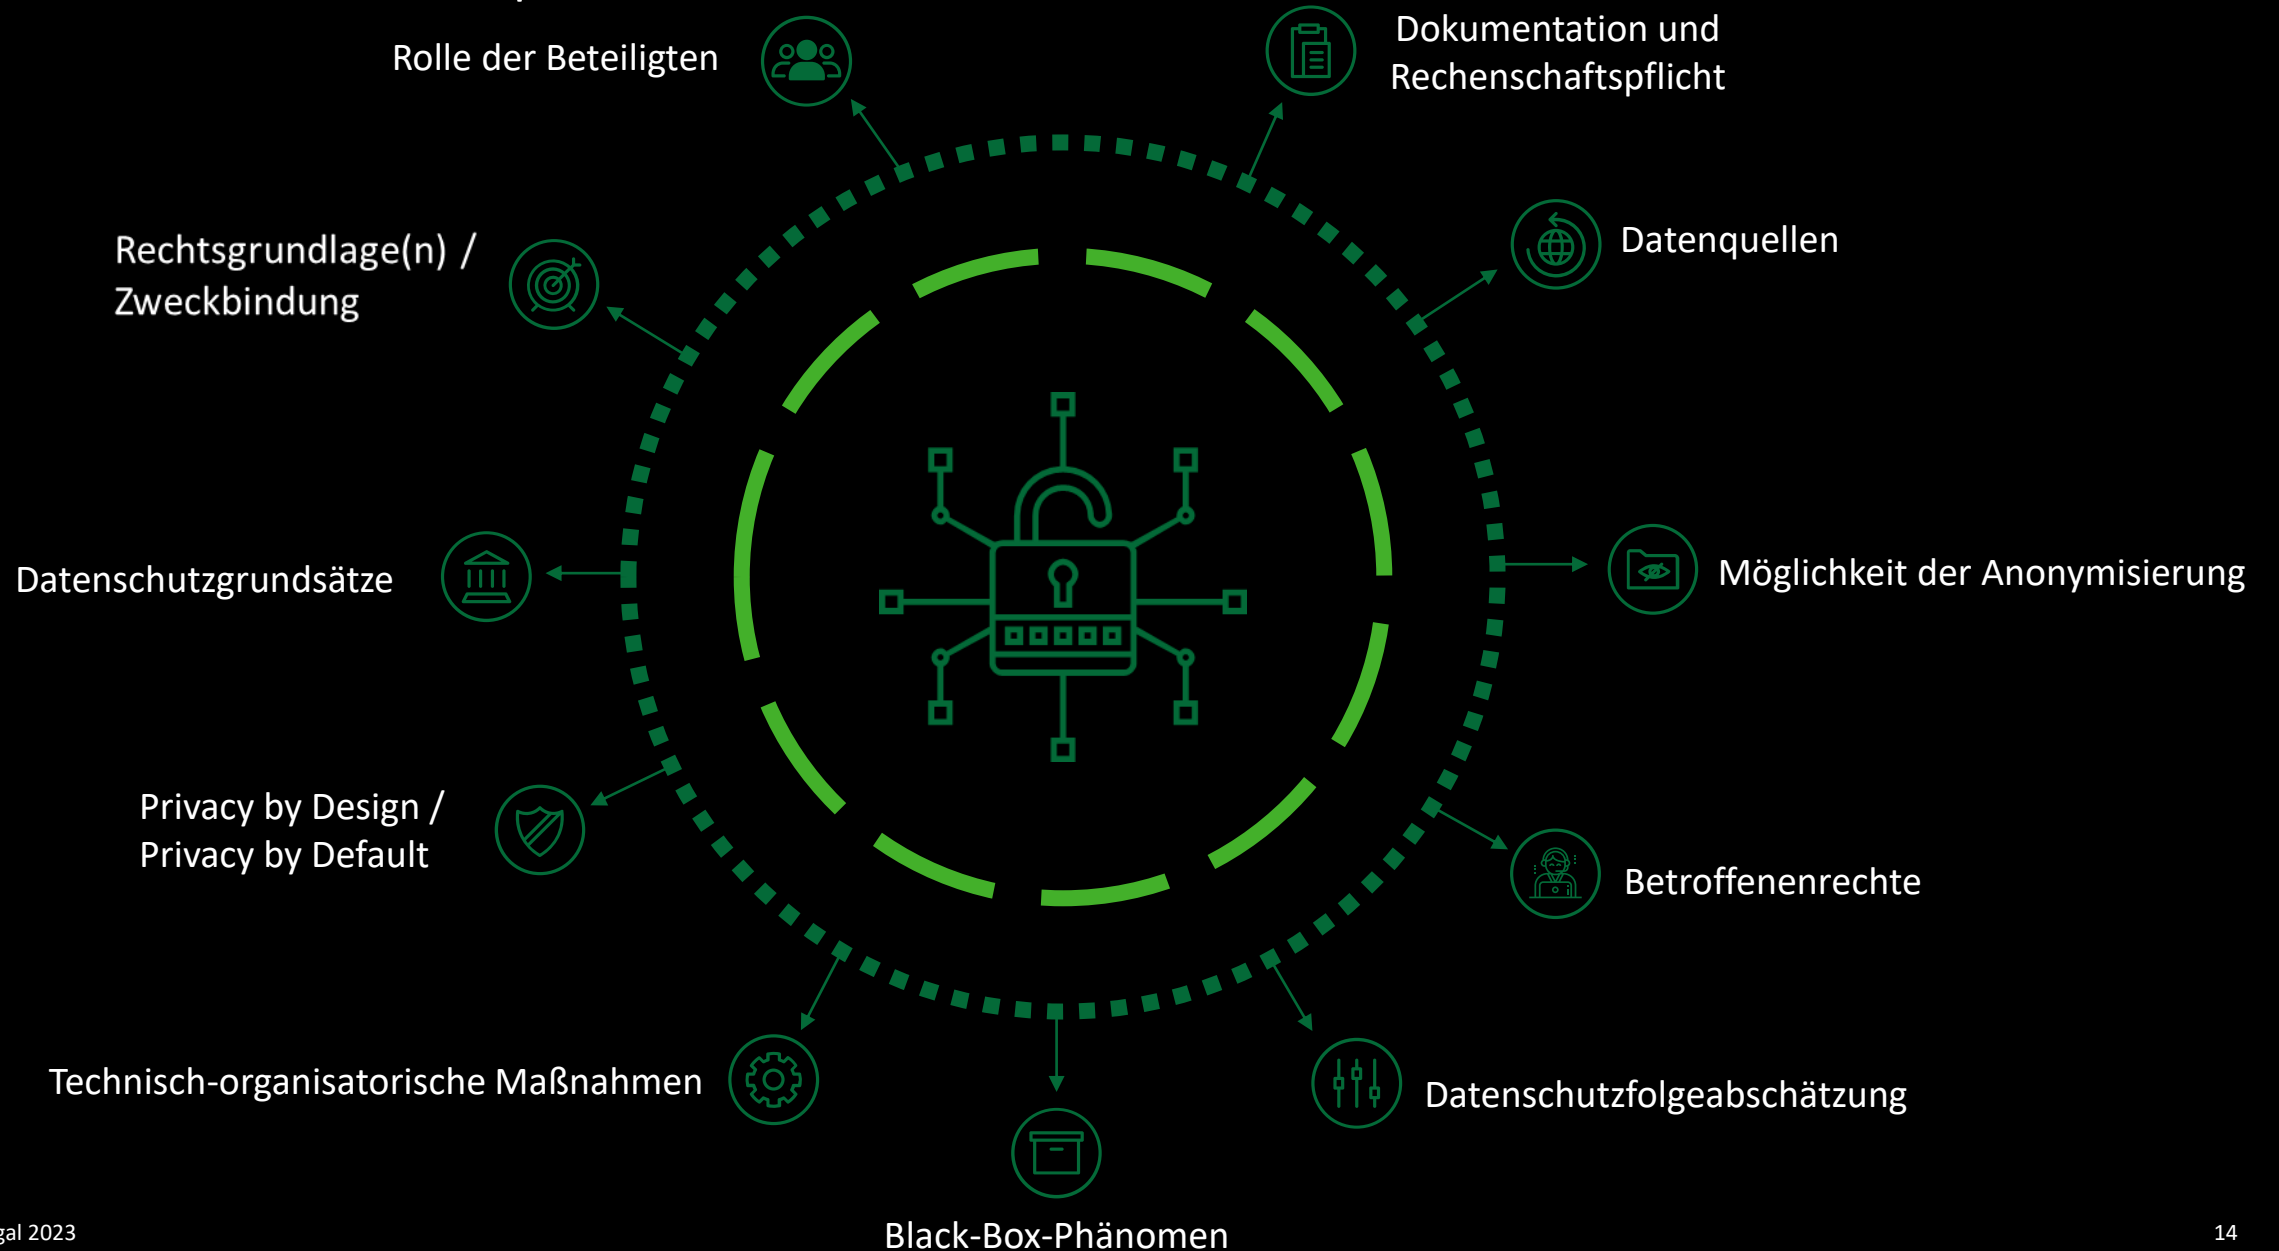 Rolle der Beteiligten
Dokumentation und
Rechenschaftspflicht
Rechtsgrundlage(n) /
Zweckbindung
Datenquellen
Datenschutzgrundsätze
Möglichkeit der Anonymisierung
Privacy by Design /
Privacy by Default
Betroffenenrechte
Technisch-organisatorische Maßnahmen
Datenschutzfolgeabschätzung
Black-Box-Phänomen
2023
14